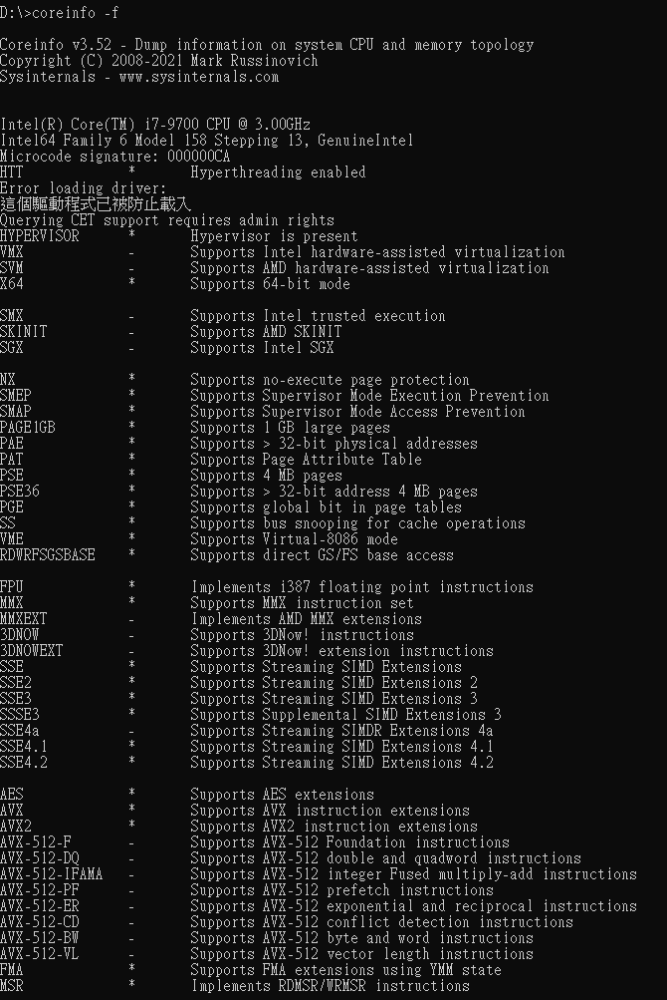 D:\>coreinfo -f
Coreinfo v3.52 - Dump information on system CPU and memory topology
Copyright (C) 2008-2021 Mark Russinovich
Sysinternals - www.sysinternals.com
Intel(R) Core(TM) i7-9700 CPU @ 3.00GHz
Intel64 Family 6 Model 158 Stepping 13, GenuineIntel
Microcode signature: 000000CA
HTT * Hyperthreading enabled
Error loading driver:
這個驅動程式已被防止載入
Querying CET support requires admin rights
HYPERVISOR * Hypervisor is present
VMX - Supports Intel hardware-assisted virtualization
SVM - Supports AMD hardware-assisted virtualization
X64 * Supports 64-bit mode
SMX - Supports Intel trusted execution
SKINIT - Supports AMD SKINIT
SGX - Supports Intel SGX
NX * Supports no-execute page protection
SMEP * Supports Supervisor Mode Execution Prevention
SMAP * Supports Supervisor Mode Access Prevention
PAGE1GB * Supports 1 GB large pages
PAE * Supports > 32-bit physical addresses
PAT * Supports Page Attribute Table
PSE * Supports 4 MB pages
PSE36 * Supports > 32-bit address 4 MB pages
PGE * Supports global bit in page tables
SS * Supports bus snooping for cache operations
VME * Supports Virtual-8086 mode
RDWRFSGSBASE * Supports direct GS/FS base access
FPU * Implements i387 floating point instructions
MMX * Supports MMX instruction set
MMXEXT - Implements AMD MMX extensions
3DNOW - Supports 3DNow! instructions
3DNOWEXT - Supports 3DNow! extension instructions
SSE * Supports Streaming SIMD Extensions
SSE2 * Supports Streaming SIMD Extensions 2
SSE3 * Supports Streaming SIMD Extensions 3
SSSE3 * Supports Supplemental SIMD Extensions 3
SSE4a - Supports Streaming SIMDR Extensions 4a
SSE4.1 * Supports Streaming SIMD Extensions 4.1
SSE4.2 * Supports Streaming SIMD Extensions 4.2
AES * Supports AES extensions
AVX * Supports AVX instruction extensions
AVX2 * Supports AVX2 instruction extensions
AVX-512-F - Supports AVX-512 Foundation instructions
AVX-512-DQ - Supports AVX-512 double and quadword instructions
AVX-512-IFAMA - Supports AVX-512 integer Fused multiply-add instructions
AVX-512-PF - Supports AVX-512 prefetch instructions
AVX-512-ER - Supports AVX-512 exponential and reciprocal instructions
AVX-512-CD - Supports AVX-512 conflict detection instructions
AVX-512-BW - Supports AVX-512 byte and word instructions
AVX-512-VL - Supports AVX-512 vector length instructions
FMA * Supports FMA extensions using YMM state
MSR * Implements RDMSR/WRMSR instructions